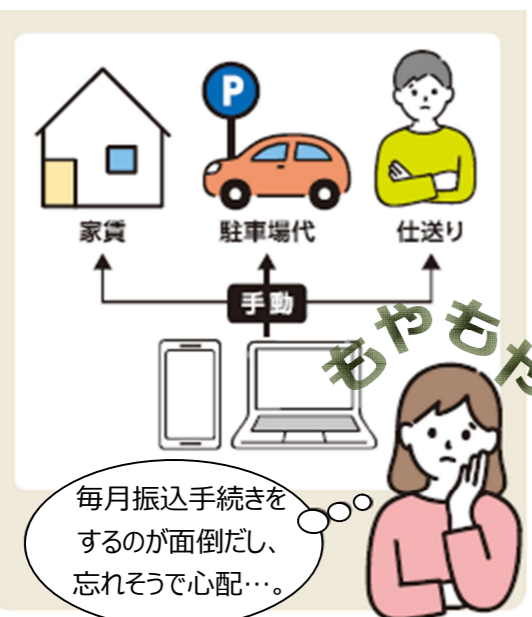 P
家賃
駐車場代
仕送り
手動
もやもや
毎月振込手続きを
するのが面倒だし、
忘れそうで心配…。